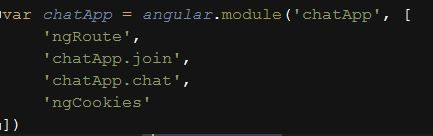 var chatApp = angular.module('chatApp', [
'ngRoute',
'chatApp.join',
'chatApp.chat',
'ngCookies'
])